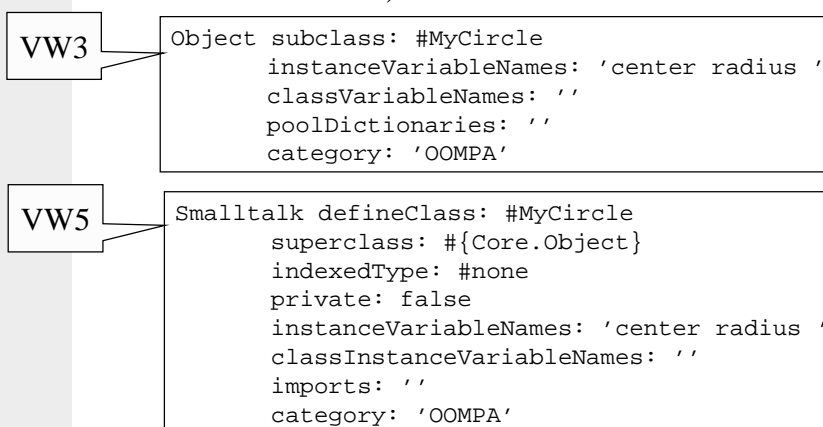 VW3
Object subclass: #MyCircle
instanceVariableNames: 'center radius '
classVariableNames: ''
poolDictionaries: ''
category: 'OOMPA'
VW5
Smalltalk defineClass: #MyCircle
superclass: #{Core.Object}
indexedType: #none
private: false
instanceVariableNames: 'center radius '
classInstanceVariableNames: ''
imports: ''
category: 'OOMPA'